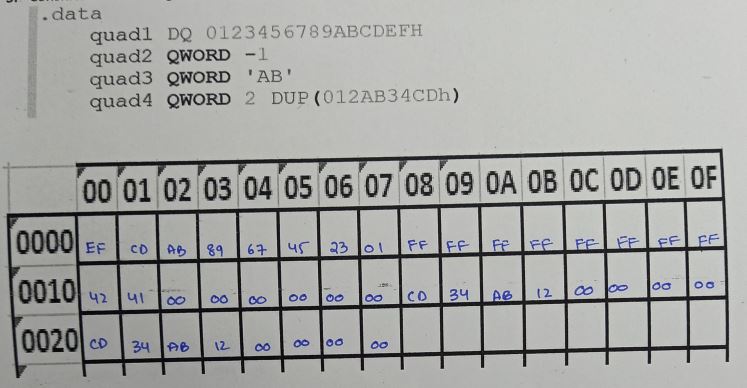 .data
quad1 DQ 0123456789ABCDEFH
quad2 QWORD -1
quad3 QWORD 'AB'
quad4 QWORD 2 DUP(012AB34CDh)
00 01 02 03 04 05 06 07 08 09 0A 0B 0C 0D 0E 0F
0000 EF CD AB 89 67 45 23 01 FF FF FF FF FF FF FF FF
0010 42 41 00 00 00 00 00 00 CD 34 AB 12 00 00 00 00
0020 CD 34 AB 12 00 00 00 00